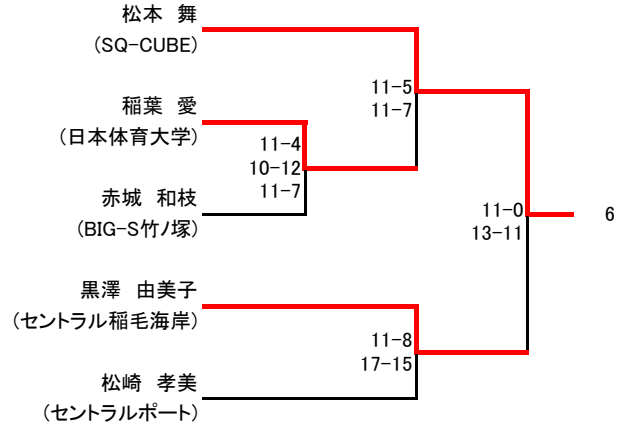 松本 舞
(SQ-CUBE)
稲葉 愛
(日本体育大学)
赤城 和枝
(BIG-S竹ノ塚)
黒澤 由美子
(セントラル稲毛海岸)
松崎 孝美
(セントラルポート)
11-4
10-12
11-7
11-5
11-7
11-8
17-15
11-0
13-11
6